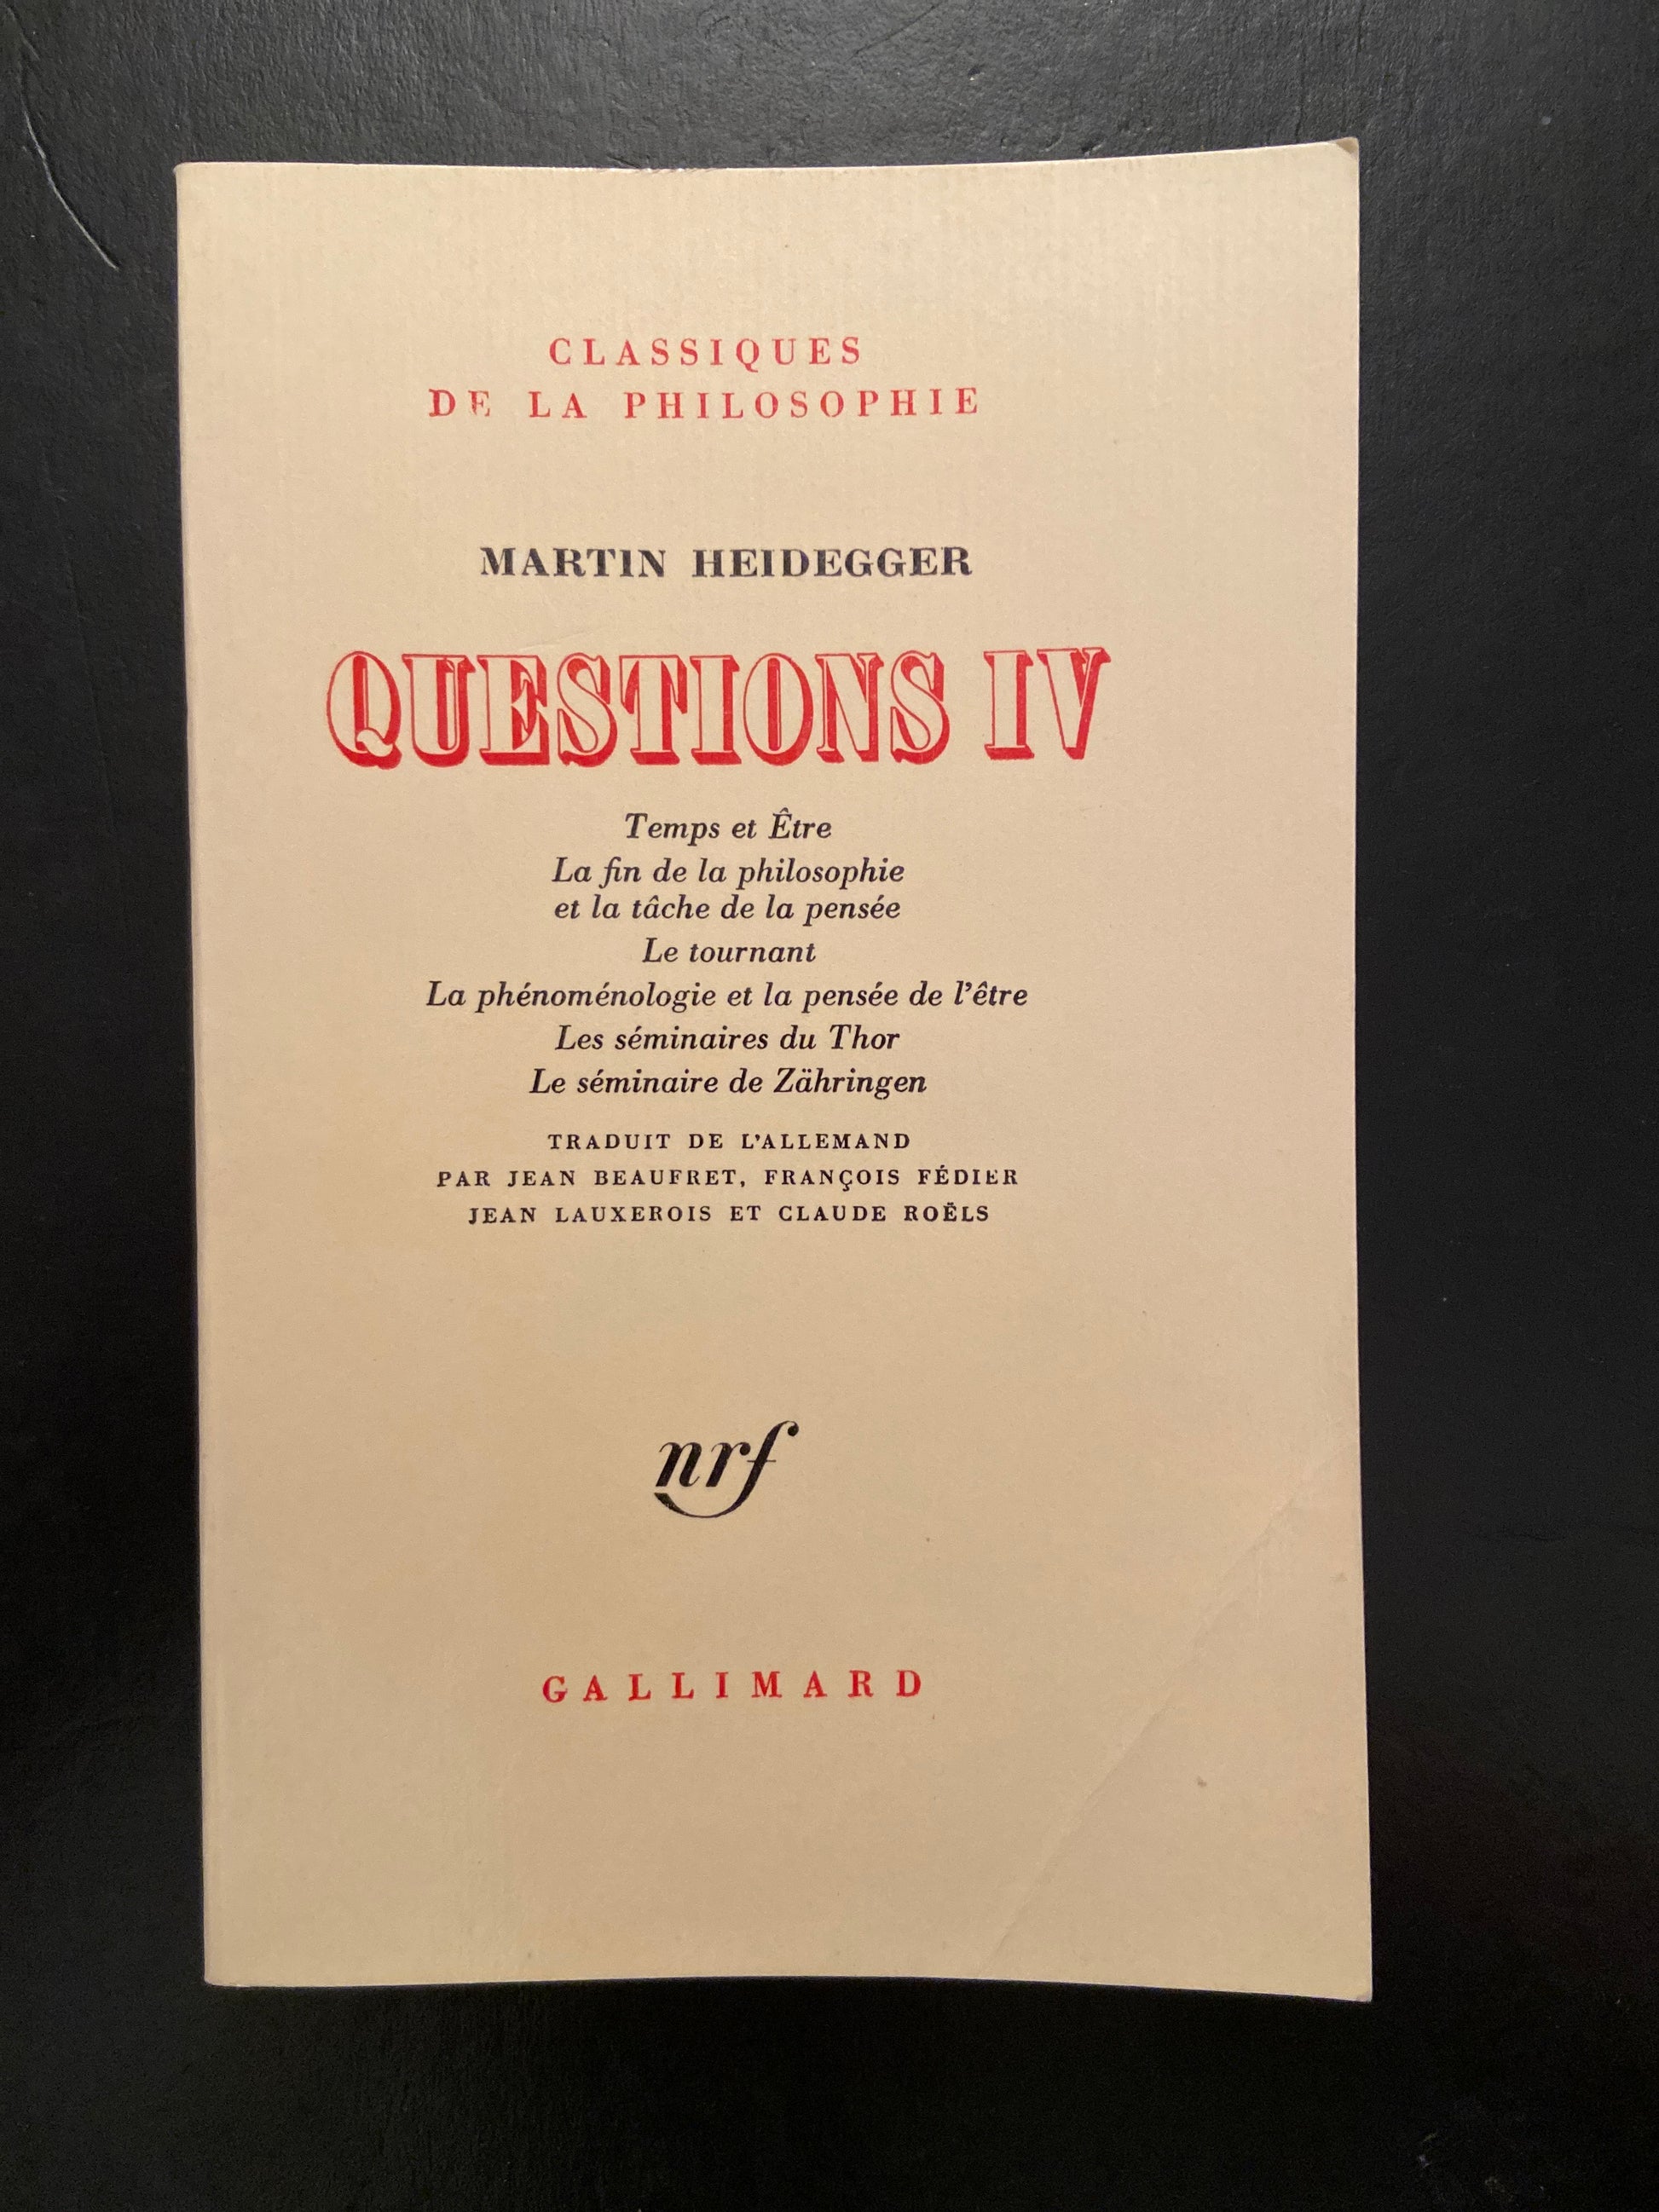 CLASSIQUES
DE LA PHILOSOPHIE
MARTIN HEIDEGGER
QUESTIONS IV
Temps et Être
La fin de la philosophie
et la tâche de la pensée
Le tournant
La phénoménologie et la pensée de l'être
Les séminaires du Thor
Le séminaire de Zähringen
TRADUIT DE L'ALLEMAND
PAR JEAN BEAUFRET, FRANÇOIS FÉDIER
JEAN LAUXEROIS ET CLAUDE ROËLS
nrf
GALLIMARD